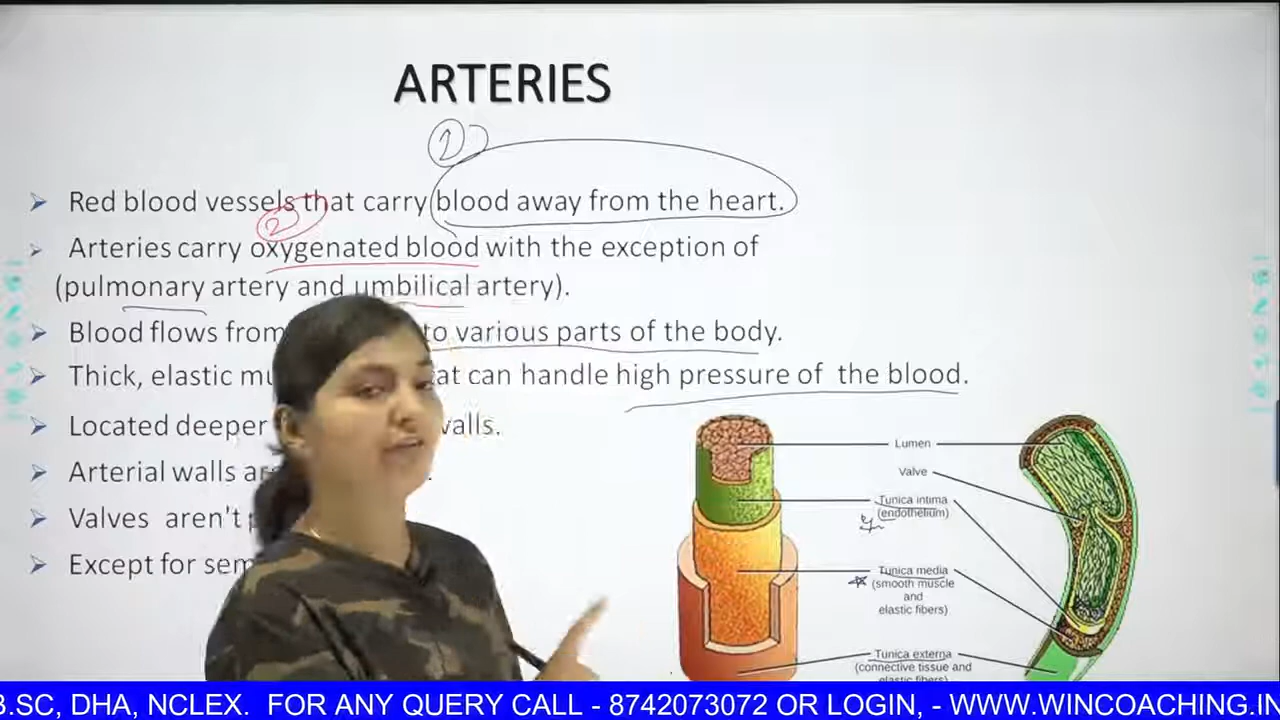 ARTERIES
1
Red blood vessels that carry blood away from the heart.
2
Arteries carry oxygenated blood with the exception of
(pulmonary artery and umbilical artery).
Blood flows from to various parts of the body.
Thick, elastic can handle high pressure of the blood.
Located deeper walls.
Arterial walls
Valves aren't
Except for
Lumen
Valve
Tunica intima
(endothelium)
Tunica media
(smooth muscle
and
elastic fibers)
Tunica externa
(connective tissue and
elastic fibers)
B.SC, DHA, NCLEX. FOR ANY QUERY CALL - 8742073072 OR LOGIN, - WWW.WINCOACHING.IN